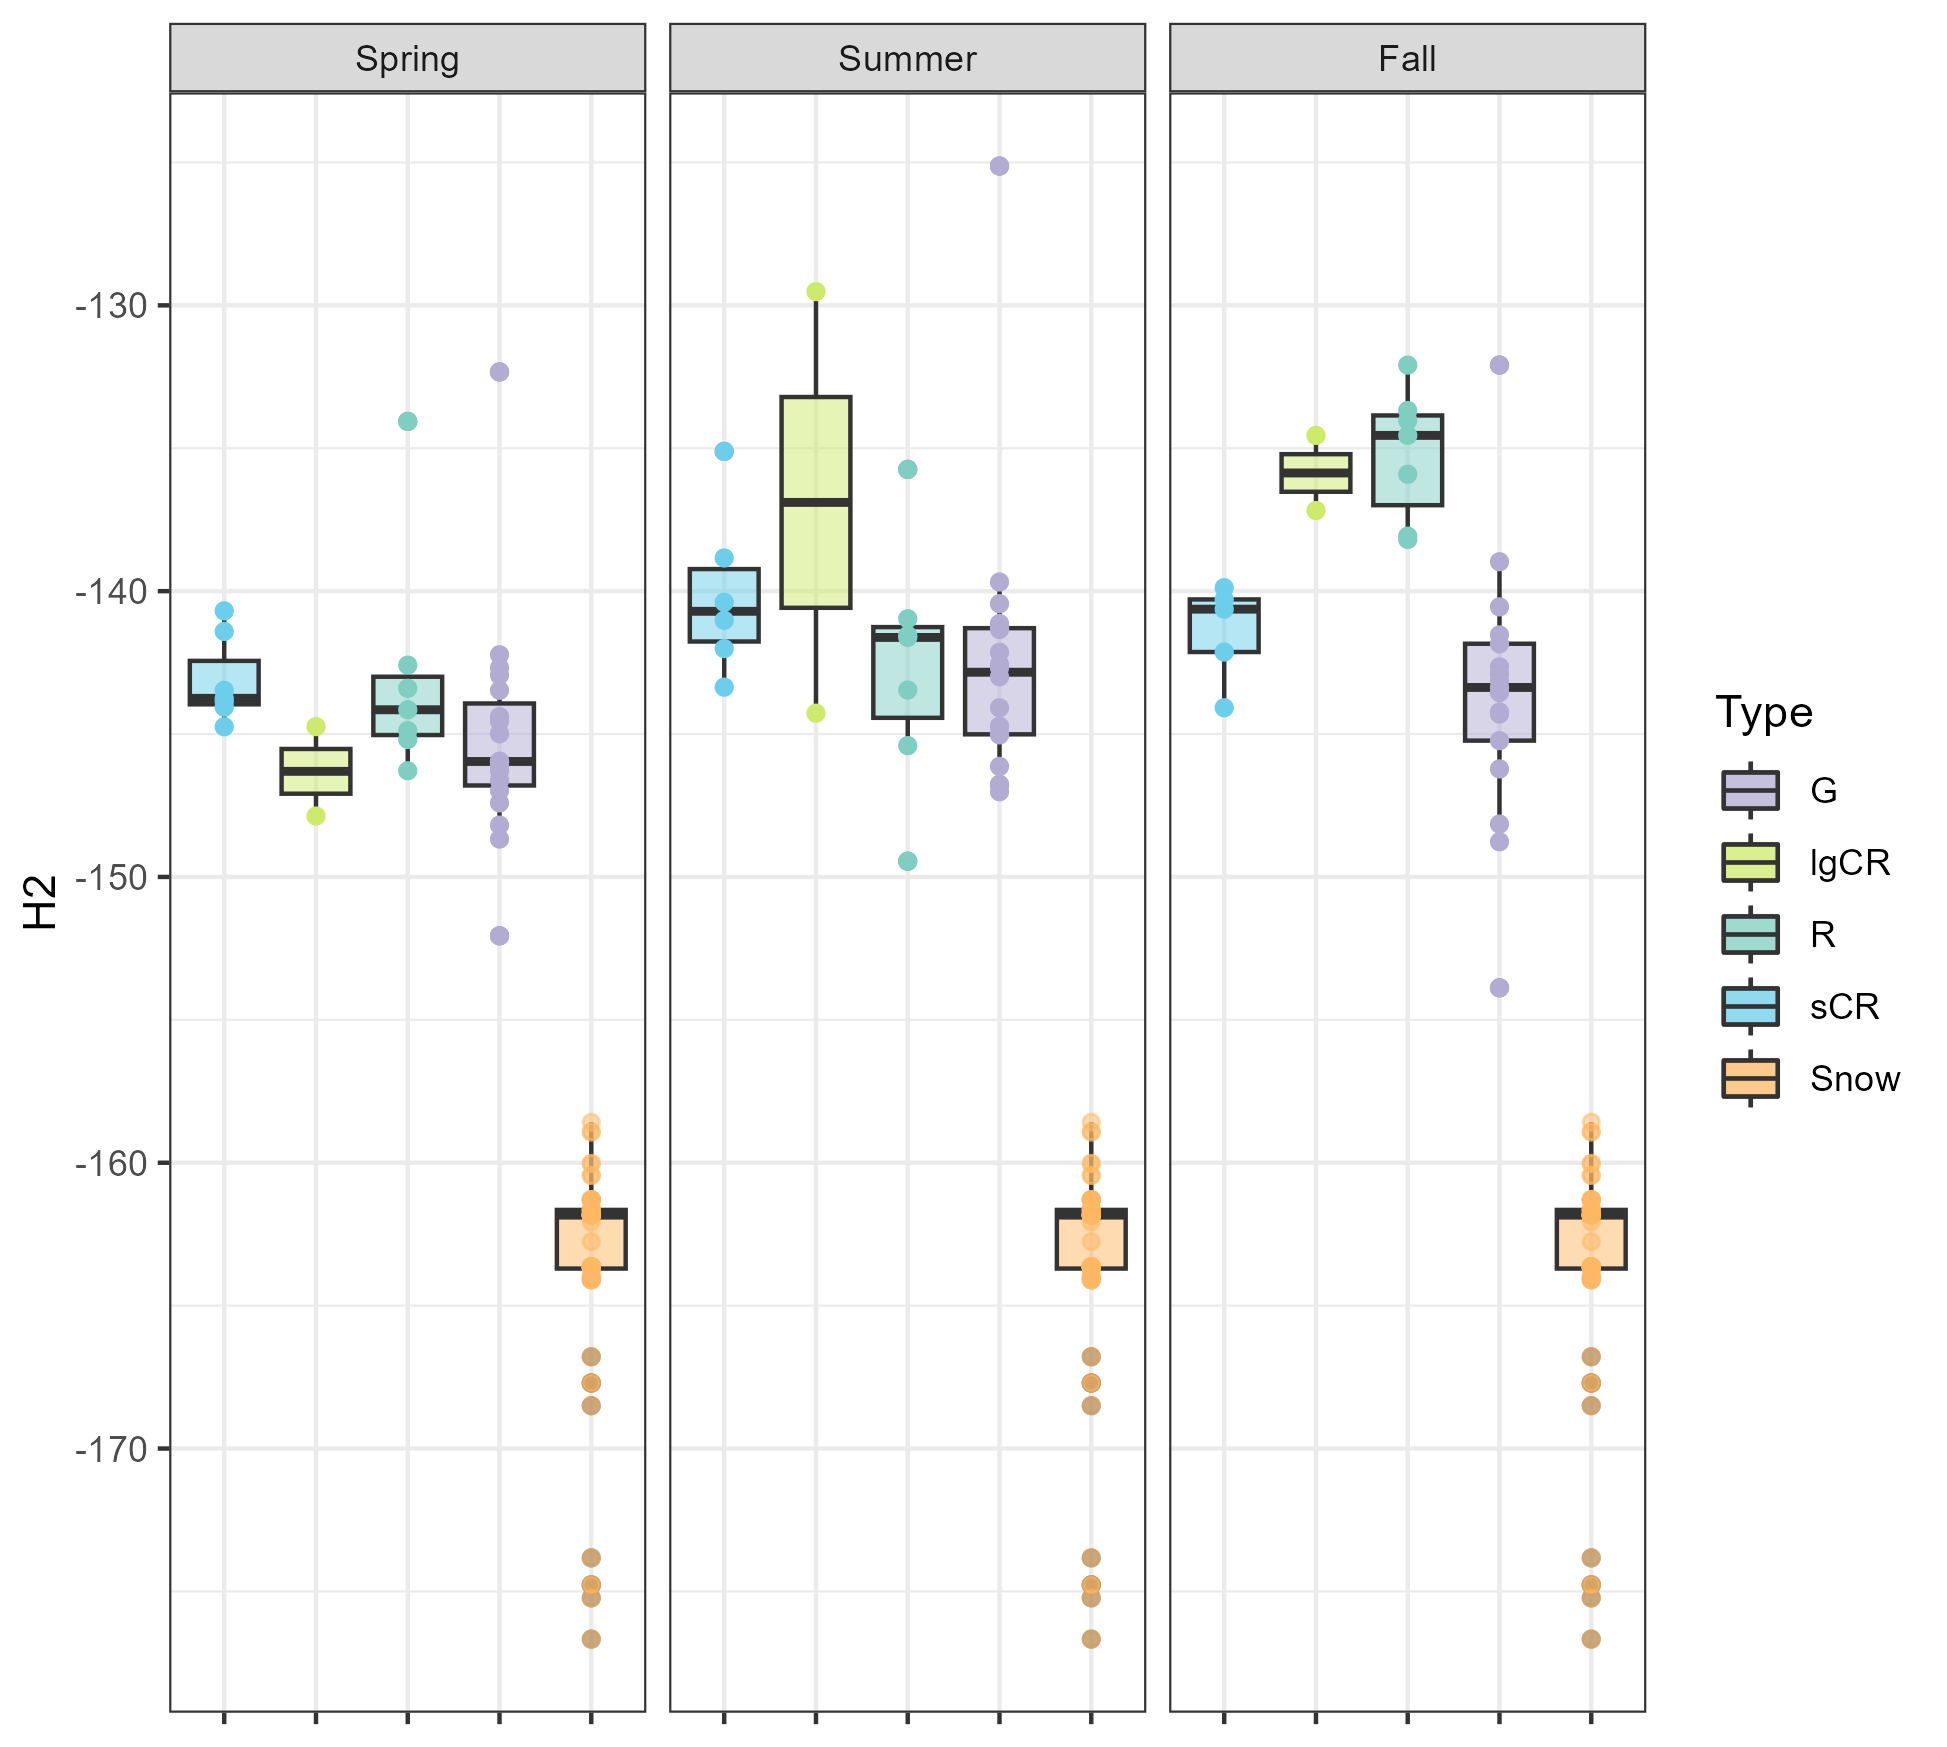 Spring
Summer
Fall
H2
-130
-140
-150
-160
-170
Type
G
lgCR
R
sCR
Snow